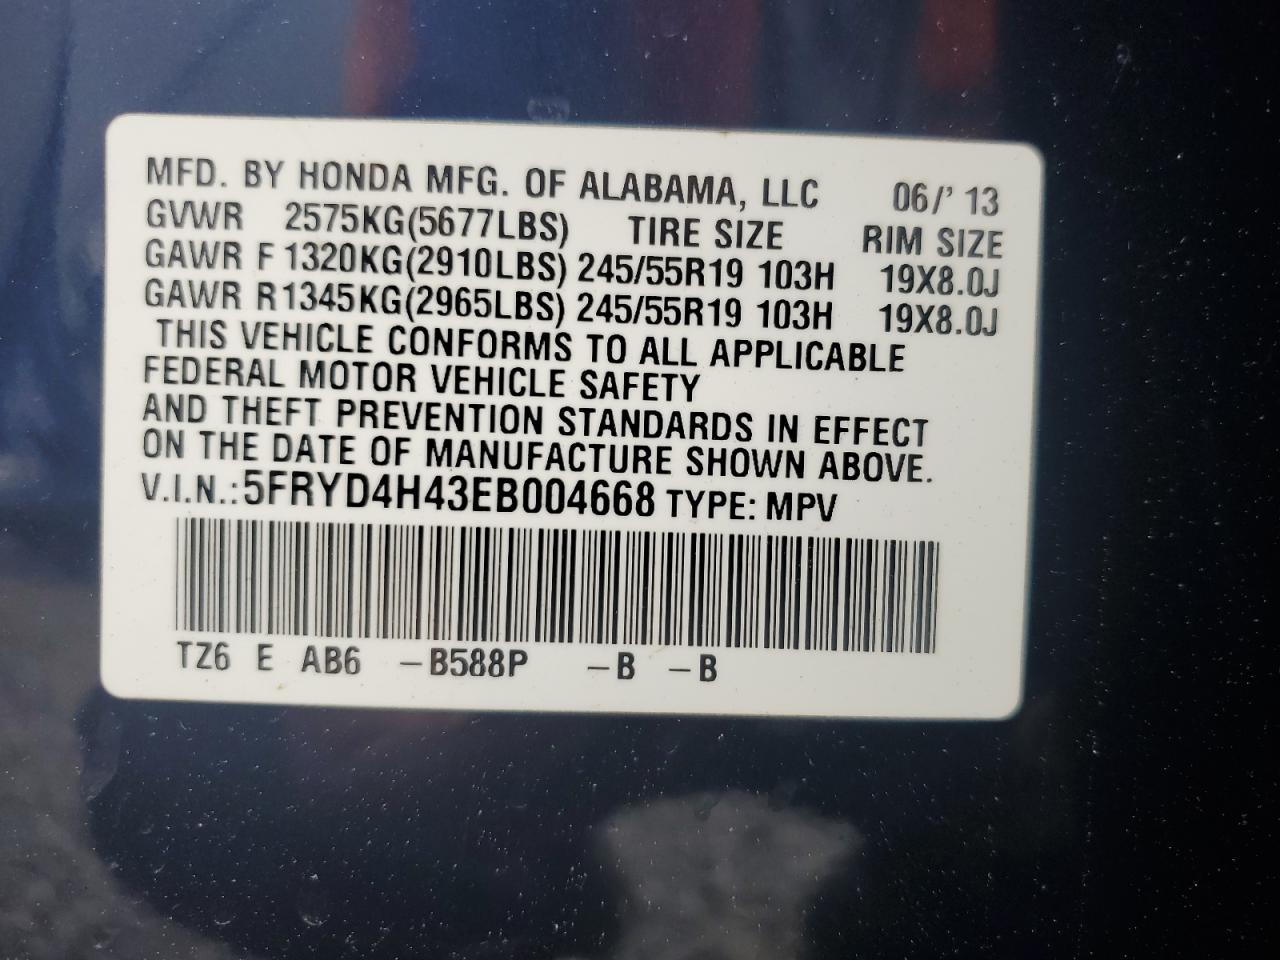 MFD. BY HONDA MFG. OF ALABAMA, LLC 06/' 13
GVWR 2575KG(5677LBS) TIRE SIZE RIM SIZE
GAWR F 1320KG(2910LBS) 245/55R19 103H 19X8.0J
GAWR R 1345KG(2965LBS) 245/55R19 103H 19X8.0J
THIS VEHICLE CONFORMS TO ALL APPLICABLE
FEDERAL MOTOR VEHICLE SAFETY
AND THEFT PREVENTION STANDARDS IN EFFECT
ON THE DATE OF MANUFACTURE SHOWN ABOVE.
V.I.N.: 5FRYD4H43EB004668 TYPE: MPV
TZ6 E AB6 –B588P –B –B